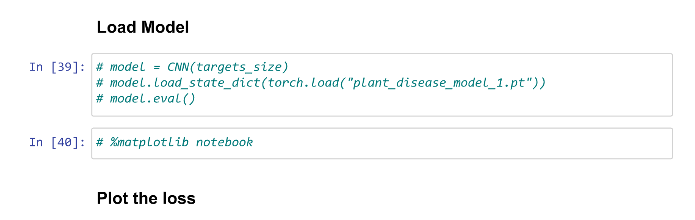 Load Model
In [39]: # model = CNN(targets_size)
# model.load_state_dict(torch.load("plant_disease_model_1.pt"))
# model.eval()
In [40]: # %matplotlib notebook
Plot the loss